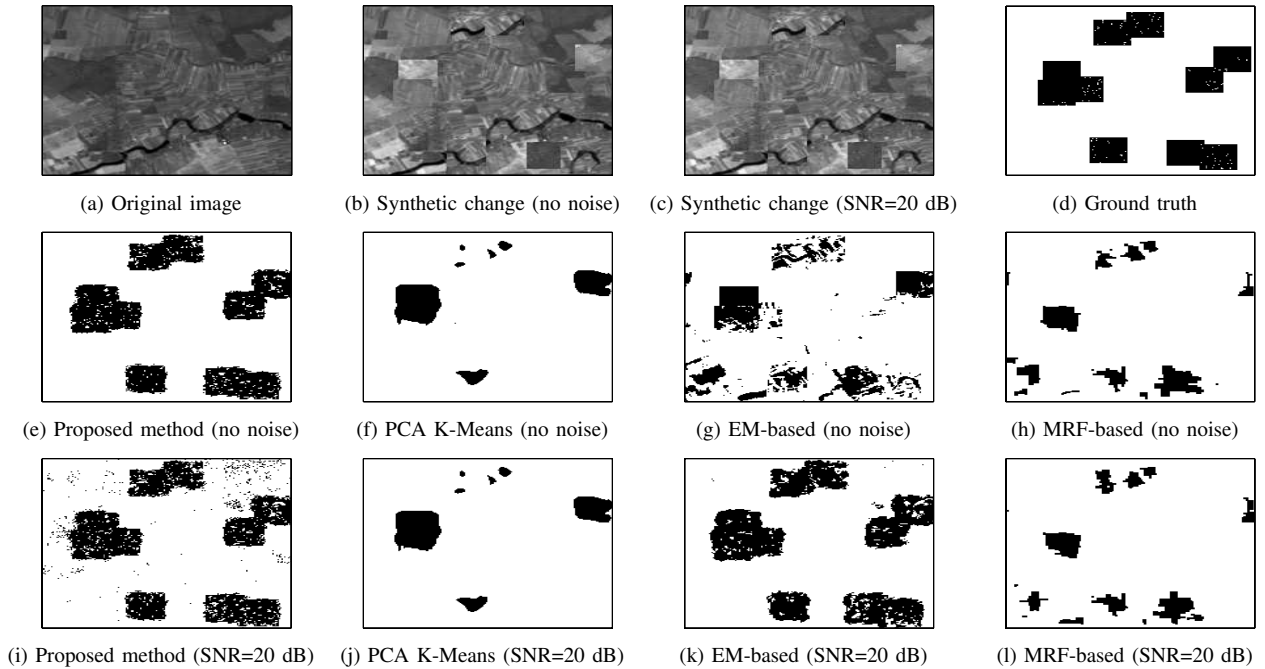 (a) Original image
(b) Synthetic change (no noise)
(c) Synthetic change (SNR=20 dB)
(d) Ground truth
(e) Proposed method (no noise)
(f) PCA K-Means (no noise)
(g) EM-based (no noise)
(h) MRF-based (no noise)
(i) Proposed method (SNR=20 dB)
(j) PCA K-Means (SNR=20 dB)
(k) EM-based (SNR=20 dB)
(l) MRF-based (SNR=20 dB)